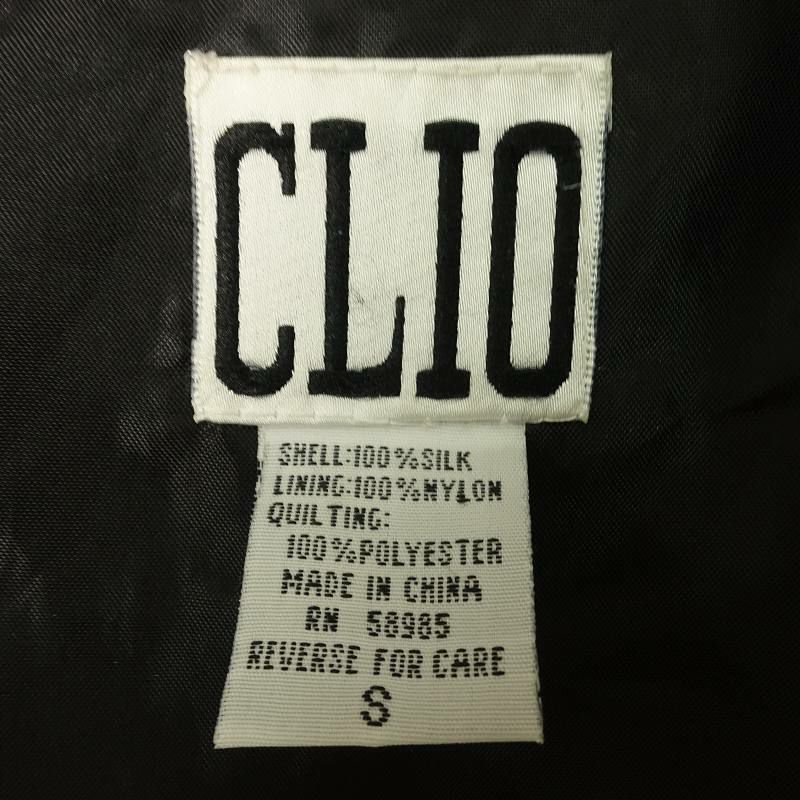 CLIO
SHELL:100%SILK
LINING:100%NYLON
QUILTING:
100%POLYESTER
MADE IN CHINA
RN 58985
REVERSE FOR CARE
S